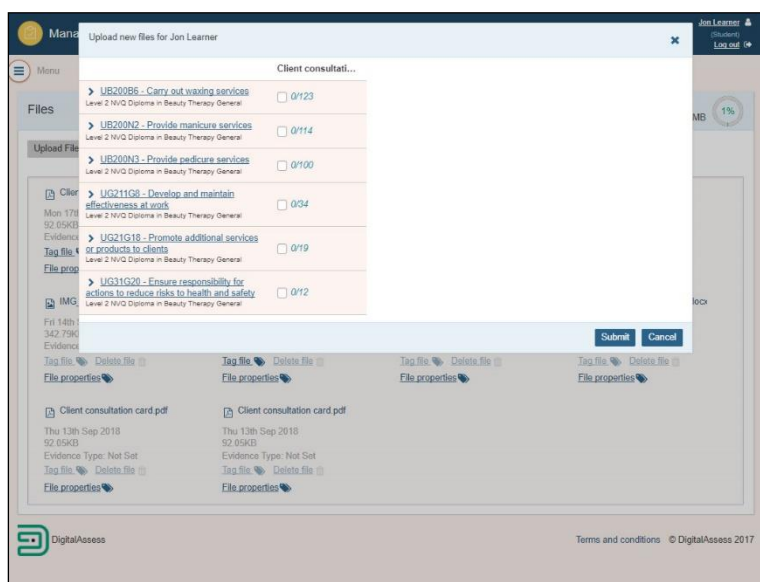 Mana
Jon Learner
(Student)
Log out
Menu
Upload new files for Jon Learner
Client consultati...
UB200B6 - Carry out waxing services
Level 2 NVQ Diploma in Beauty Therapy General
0/123
UB200N2 - Provide manicure services
Level 2 NVQ Diploma in Beauty Therapy General
0/114
UB200N3 - Provide pedicure services
Level 2 NVQ Diploma in Beauty Therapy General
0/100
UG211G8 - Develop and maintain
effectiveness at work
Level 2 NVQ Diploma in Beauty Therapy General
0/34
UG21G18 - Promote additional services
or products to clients
Level 2 NVQ Diploma in Beauty Therapy General
0/19
UG31G20 - Ensure responsibility for
actions to reduce risks to health and safety
Level 2 NVQ Diploma in Beauty Therapy General
0/12
Submit Cancel
Files
MB 1%
Upload File
Clien
Mon 17th
92.05KB
Evidence
Tag file
File prop
IMG_
Fri 14th S
342.79K
Evidence
Tag file Delete file Tag file Delete file Tag file Delete file Tag file Delete file
File properties File properties File properties File properties
Client consultation card.pdf
Thu 13th Sep 2018
92.05KB
Evidence Type: Not Set
Tag file Delete file
File properties
Client consultation card.pdf
Thu 13th Sep 2018
92.05KB
Evidence Type: Not Set
Tag file Delete file
File properties
DigitalAssess
Terms and conditions © DigitalAssess 2017